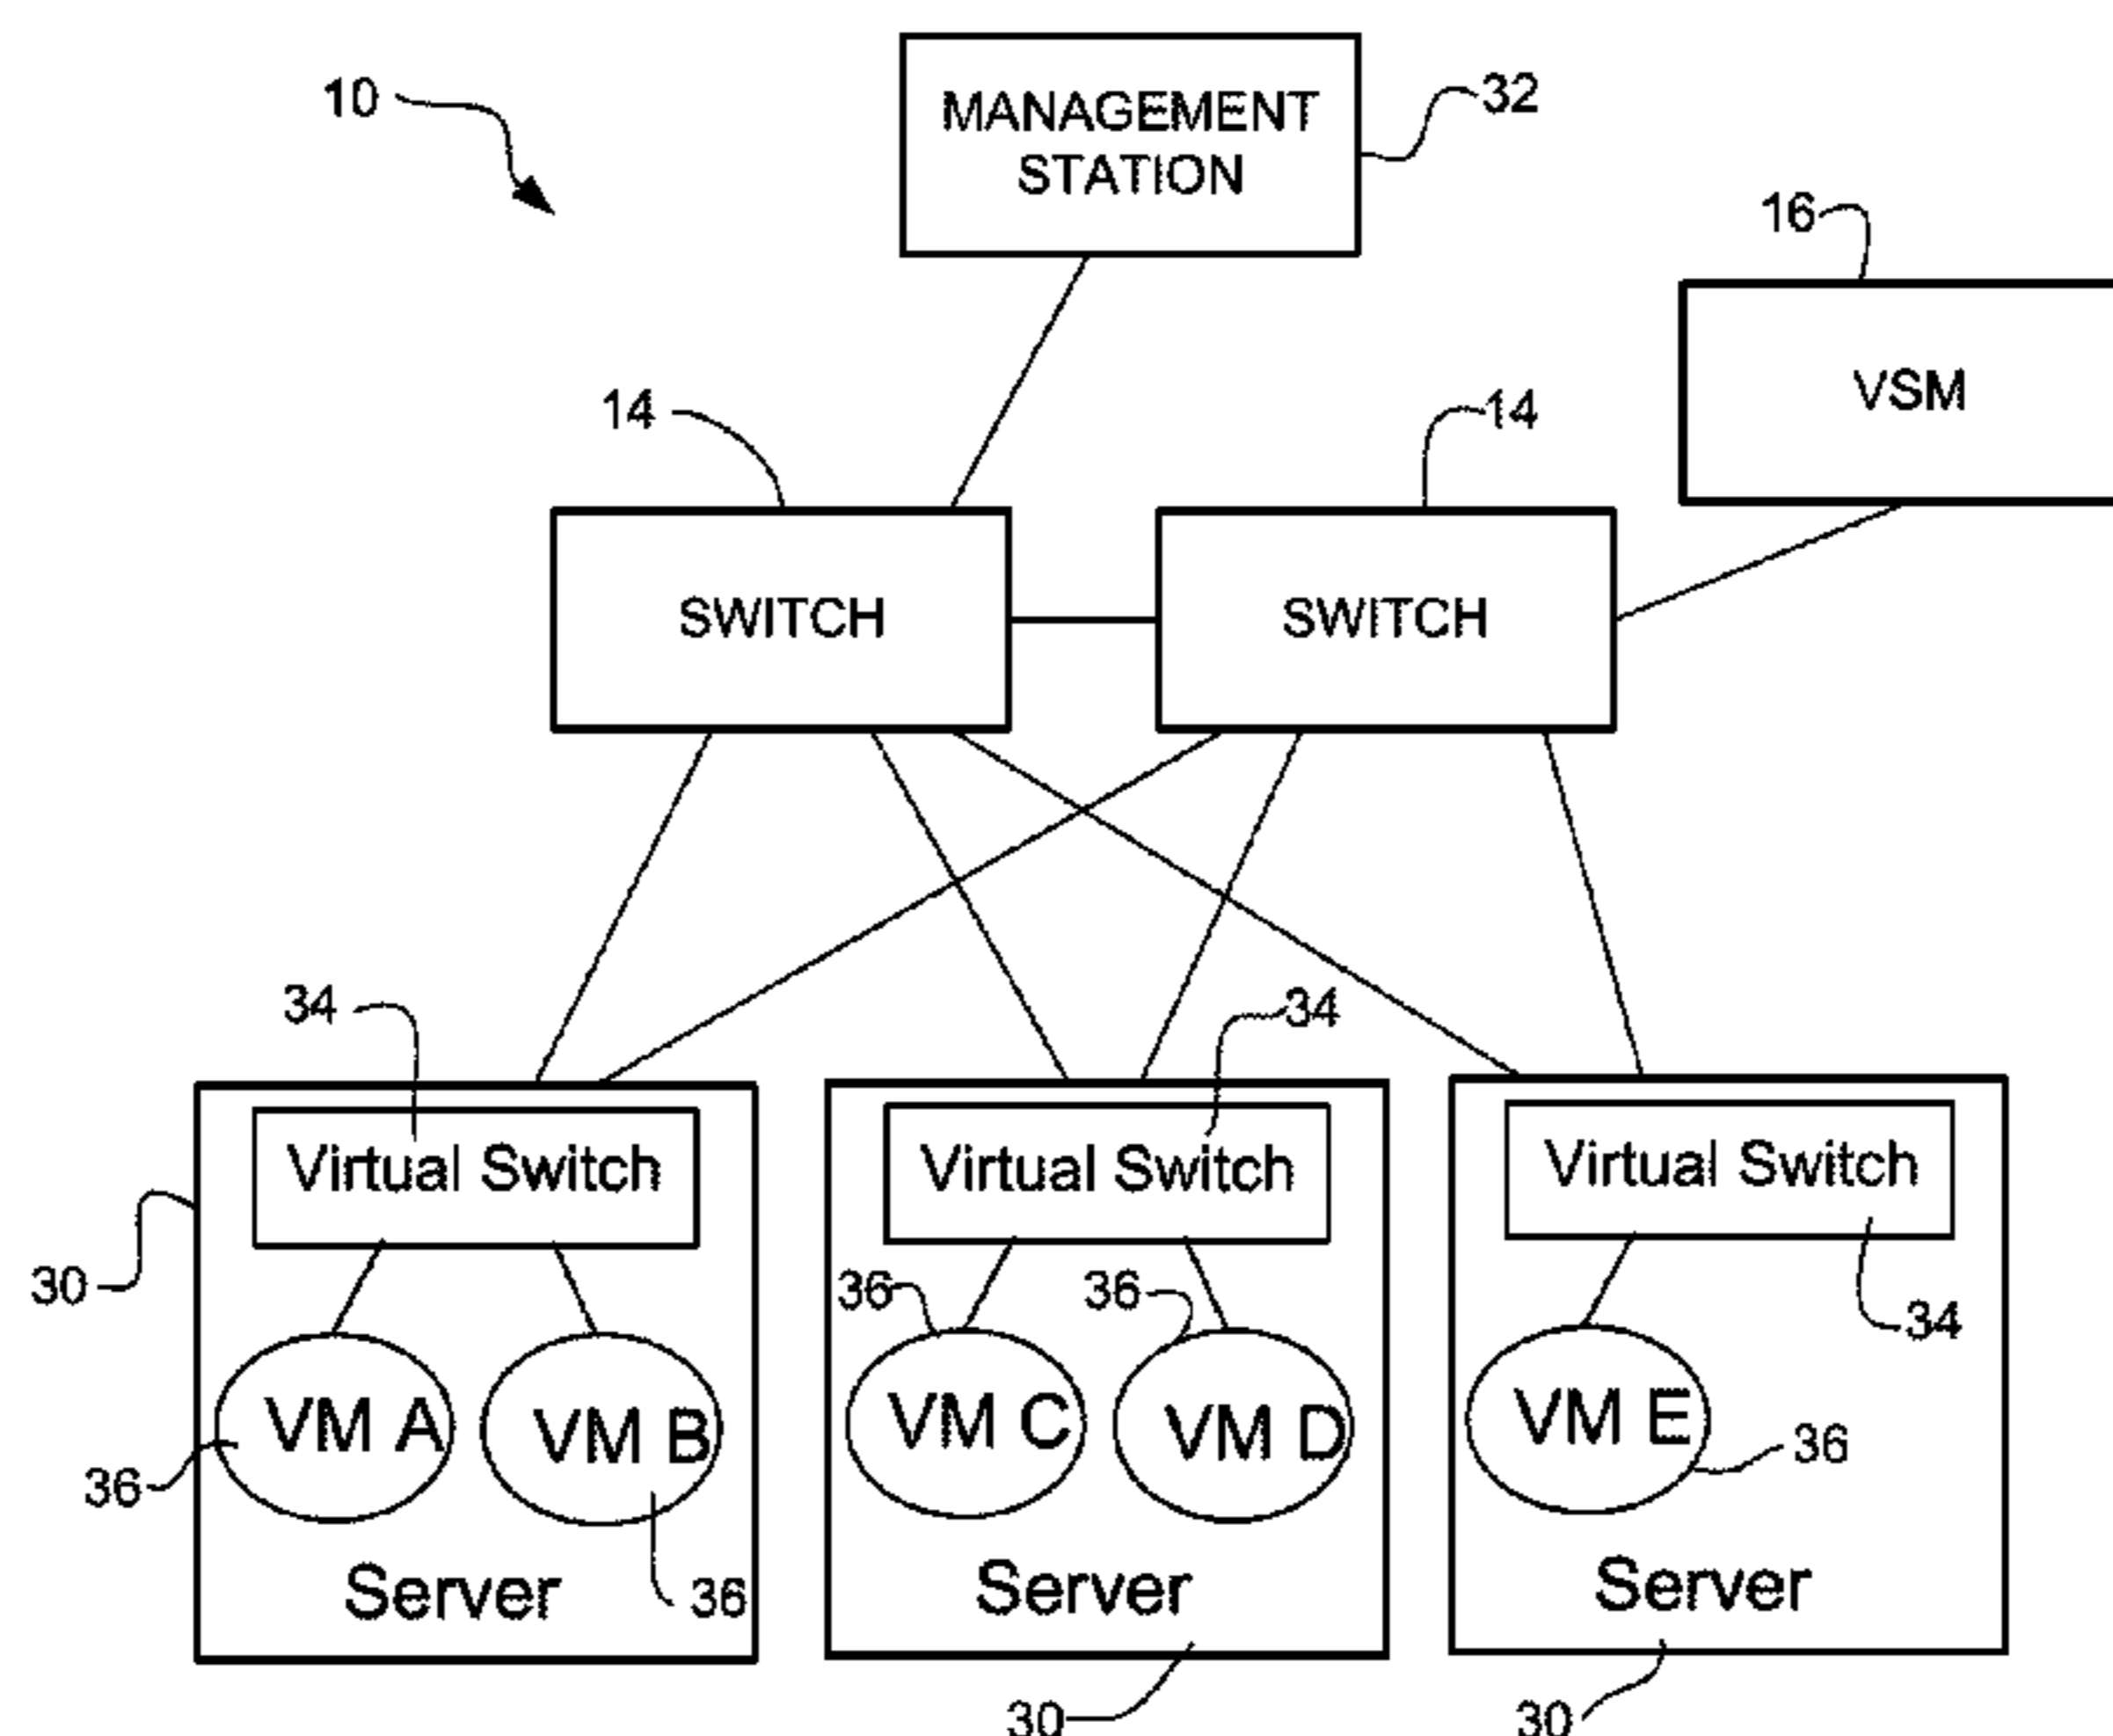 10
MANAGEMENT
STATION
32
16
VSM
14
14
SWITCH
SWITCH
34
34
Virtual Switch
Virtual Switch
Virtual Switch
30
36
36
34
VM A
VM B
VM C
VM D
VM E
36
36
36
Server
Server
Server
30
30